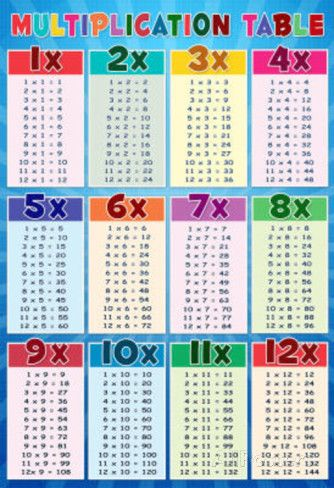 MULTIPLICATION TABLE
1x
1 x 1 = 1
2 x 1 = 2
3 x 1 = 3
4 x 1 = 4
5 x 1 = 5
6 x 1 = 6
7 x 1 = 7
8 x 1 = 8
9 x 1 = 9
10 x 1 = 10
11 x 1 = 11
12 x 1 = 12
2x
1 x 2 = 2
2 x 2 = 4
3 x 2 = 6
4 x 2 = 8
5 x 2 = 10
6 x 2 = 12
7 x 2 = 14
8 x 2 = 16
9 x 2 = 18
10 x 2 = 20
11 x 2 = 22
12 x 2 = 24
3x
1 x 3 = 3
2 x 3 = 6
3 x 3 = 9
4 x 3 = 12
5 x 3 = 15
6 x 3 = 18
7 x 3 = 21
8 x 3 = 24
9 x 3 = 27
10 x 3 = 30
11 x 3 = 33
12 x 3 = 36
4x
1 x 4 = 4
2 x 4 = 8
3 x 4 = 12
4 x 4 = 16
5 x 4 = 20
6 x 4 = 24
7 x 4 = 28
8 x 4 = 32
9 x 4 = 36
10 x 4 = 40
11 x 4 = 44
12 x 4 = 48
5x
1 x 5 = 5
2 x 5 = 10
3 x 5 = 15
4 x 5 = 20
5 x 5 = 25
6 x 5 = 30
7 x 5 = 35
8 x 5 = 40
9 x 5 = 45
10 x 5 = 50
11 x 5 = 55
12 x 5 = 60
6x
1 x 6 = 6
2 x 6 = 12
3 x 6 = 18
4 x 6 = 24
5 x 6 = 30
6 x 6 = 36
7 x 6 = 42
8 x 6 = 48
9 x 6 = 54
10 x 6 = 60
11 x 6 = 66
12 x 6 = 72
7x
1 x 7 = 7
2 x 7 = 14
3 x 7 = 21
4 x 7 = 28
5 x 7 = 35
6 x 7 = 42
7 x 7 = 49
8 x 7 = 56
9 x 7 = 63
10 x 7 = 70
11 x 7 = 77
12 x 7 = 84
8x
1 x 8 = 8
2 x 8 = 16
3 x 8 = 24
4 x 8 = 32
5 x 8 = 40
6 x 8 = 48
7 x 8 = 56
8 x 8 = 64
9 x 8 = 72
10 x 8 = 80
11 x 8 = 88
12 x 8 = 96
9x
1 x 9 = 9
2 x 9 = 18
3 x 9 = 27
4 x 9 = 36
5 x 9 = 45
6 x 9 = 54
7 x 9 = 63
8 x 9 = 72
9 x 9 = 81
10 x 9 = 90
11 x 9 = 99
12 x 9 = 108
10x
1 x 10 = 10
2 x 10 = 20
3 x 10 = 30
4 x 10 = 40
5 x 10 = 50
6 x 10 = 60
7 x 10 = 70
8 x 10 = 80
9 x 10 = 90
10 x 10 = 100
11 x 10 = 110
12 x 10 = 120
11x
1 x 11 = 11
2 x 11 = 22
3 x 11 = 33
4 x 11 = 44
5 x 11 = 55
6 x 11 = 66
7 x 11 = 77
8 x 11 = 88
9 x 11 = 99
10 x 11 = 110
11 x 11 = 121
12 x 11 = 132
12x
1 x 12 = 12
2 x 12 = 24
3 x 12 = 36
4 x 12 = 48
5 x 12 = 60
6 x 12 = 72
7 x 12 = 84
8 x 12 = 96
9 x 12 = 108
10 x 12 = 120
11 x 12 = 132
12 x 12 = 144